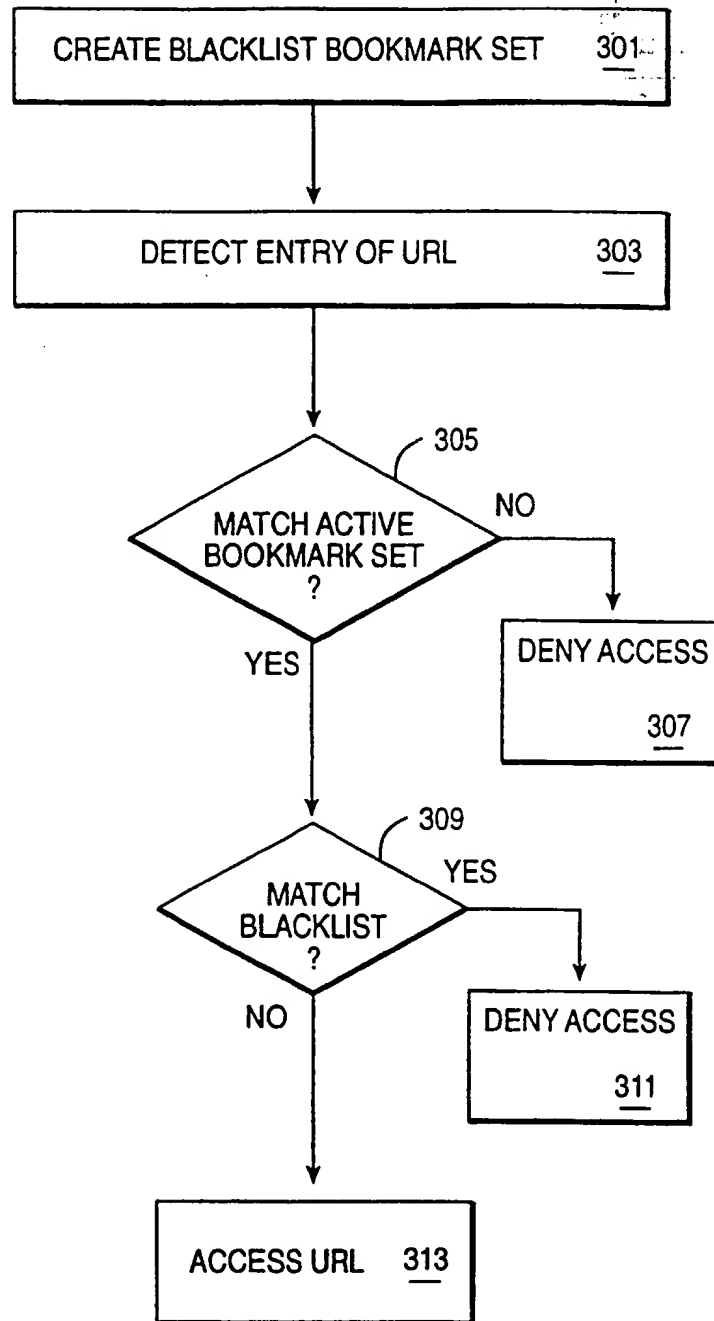 CREATE BLACKLIST BOOKMARK SET 301
DETECT ENTRY OF URL 303
305
MATCH ACTIVE
BOOKMARK SET
?
NO
YES
DENY ACCESS
307
309
MATCH
BLACKLIST
?
YES
NO
DENY ACCESS
311
ACCESS URL 313